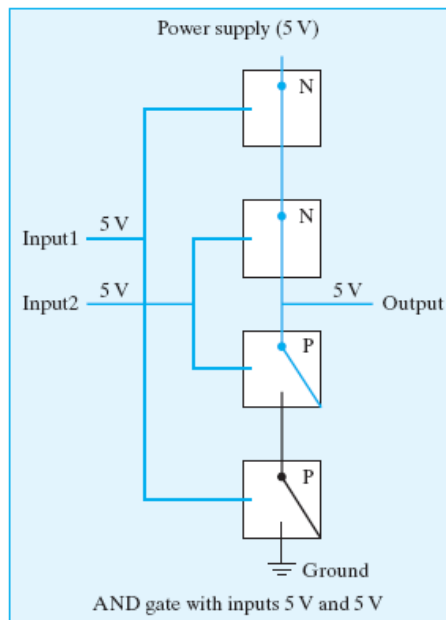 Power supply (5 V)
N
N
5 V
Input1
5 V
Input2
5 V
Output
P
P
Ground
AND gate with inputs 5 V and 5 V